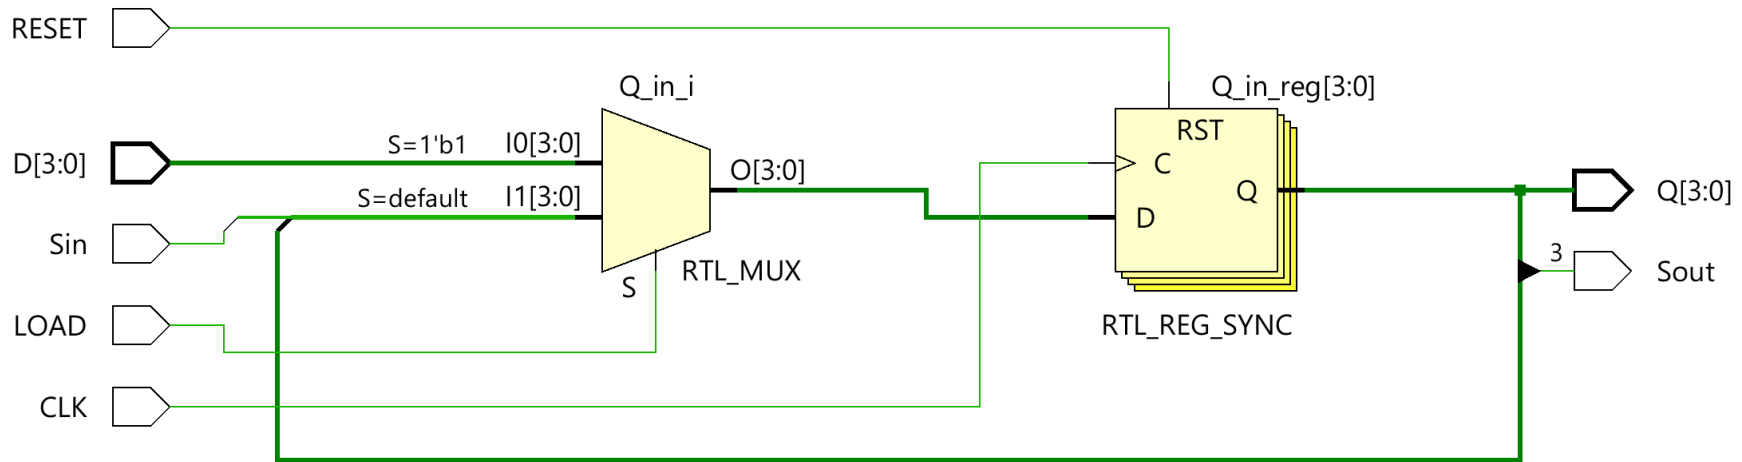 RESET
Q_in_i
Q_in_reg[3:0]
RST
D[3:0]
S=1'b1
I0[3:0]
O[3:0]
C
S=default
I1[3:0]
Q
Q[3:0]
D
Sin
S
RTL_MUX
3
Sout
LOAD
RTL_REG_SYNC
CLK